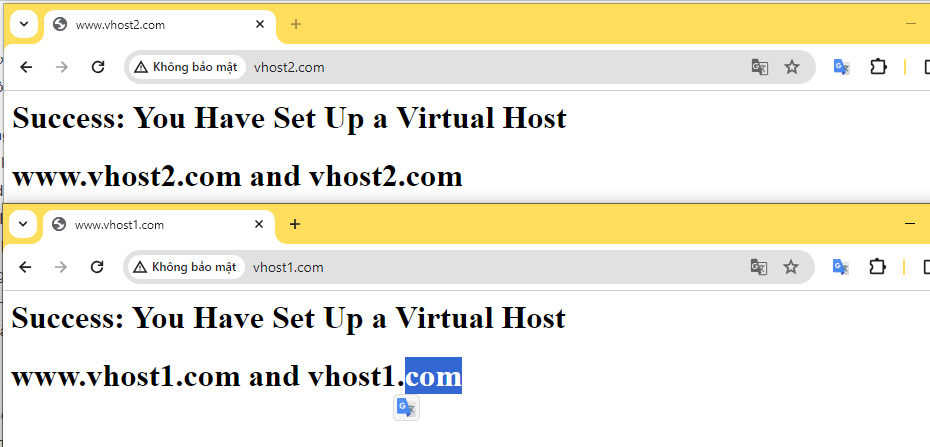 www.vhost2.com
Không bảo mật vhost2.com
Success: You Have Set Up a Virtual Host
www.vhost2.com and vhost2.com
www.vhost1.com
Không bảo mật vhost1.com
Success: You Have Set Up a Virtual Host
www.vhost1.com and vhost1.com